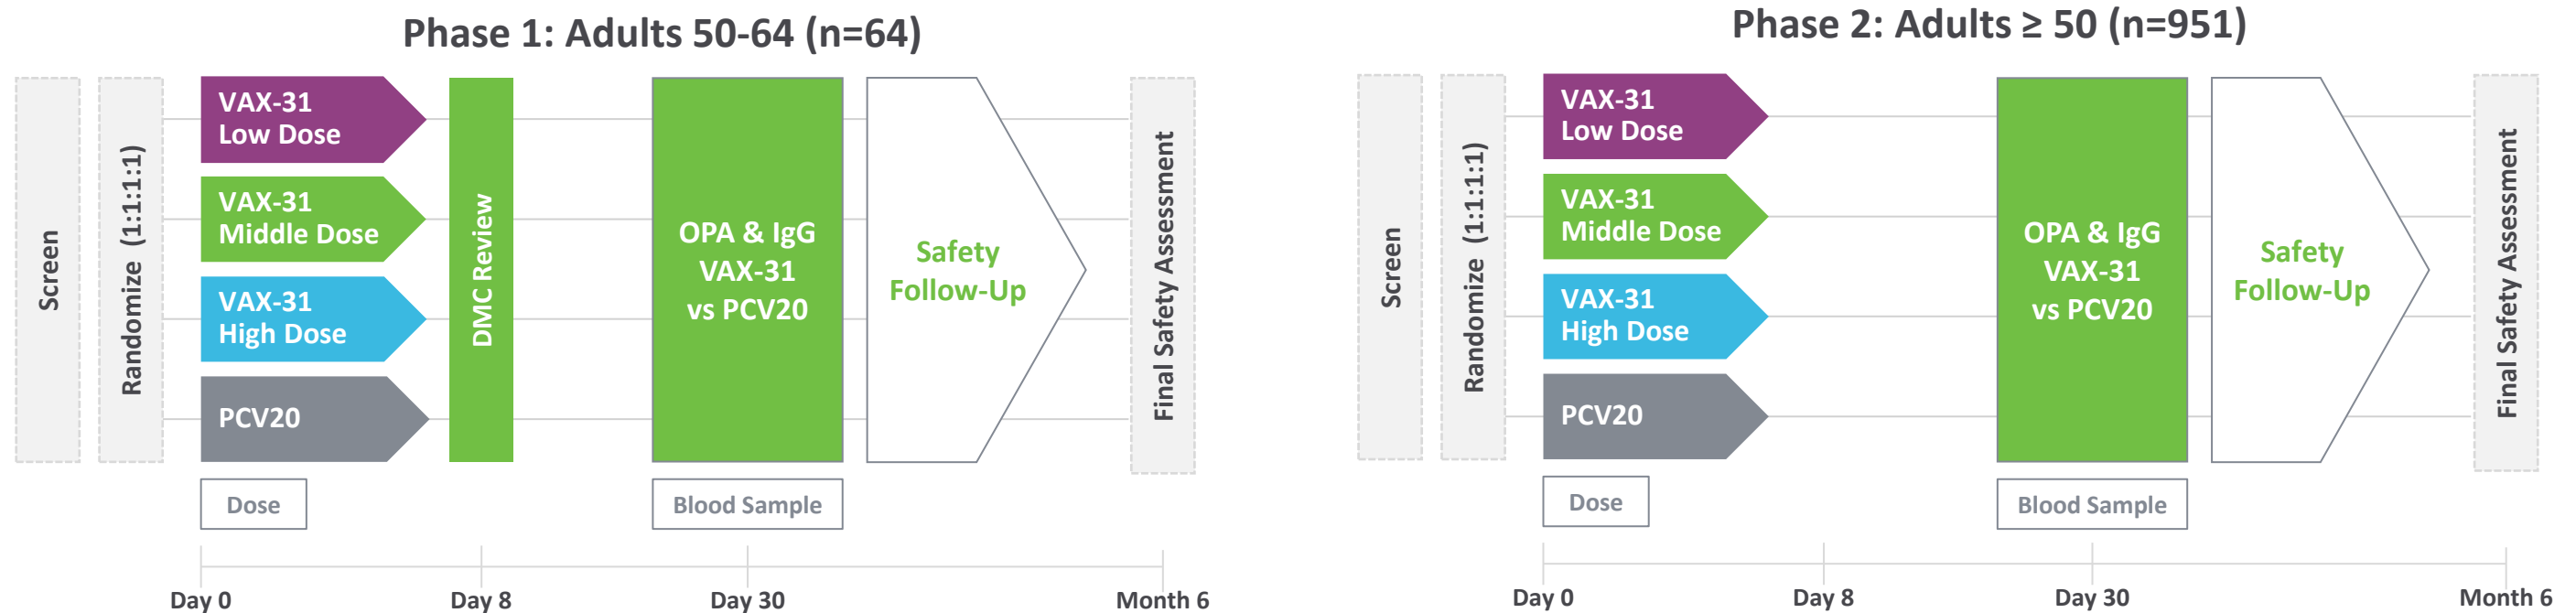 Phase 1: Adults 50-64 (n=64)
Screen
Randomize (1:1:1:1)
VAX-31
Low Dose
VAX-31
Middle Dose
VAX-31
High Dose
PCV20
DMC Review
OPA & IgG
VAX-31
vs PCV20
Safety
Follow-Up
Final Safety Assessment
Dose
Blood Sample
Day 0
Day 8
Day 30
Month 6
Phase 2: Adults ≥ 50 (n=951)
Screen
Randomize (1:1:1:1)
VAX-31
Low Dose
VAX-31
Middle Dose
VAX-31
High Dose
PCV20
OPA & IgG
VAX-31
vs PCV20
Safety
Follow-Up
Final Safety Assessment
Dose
Blood Sample
Day 0
Day 8
Day 30
Month 6